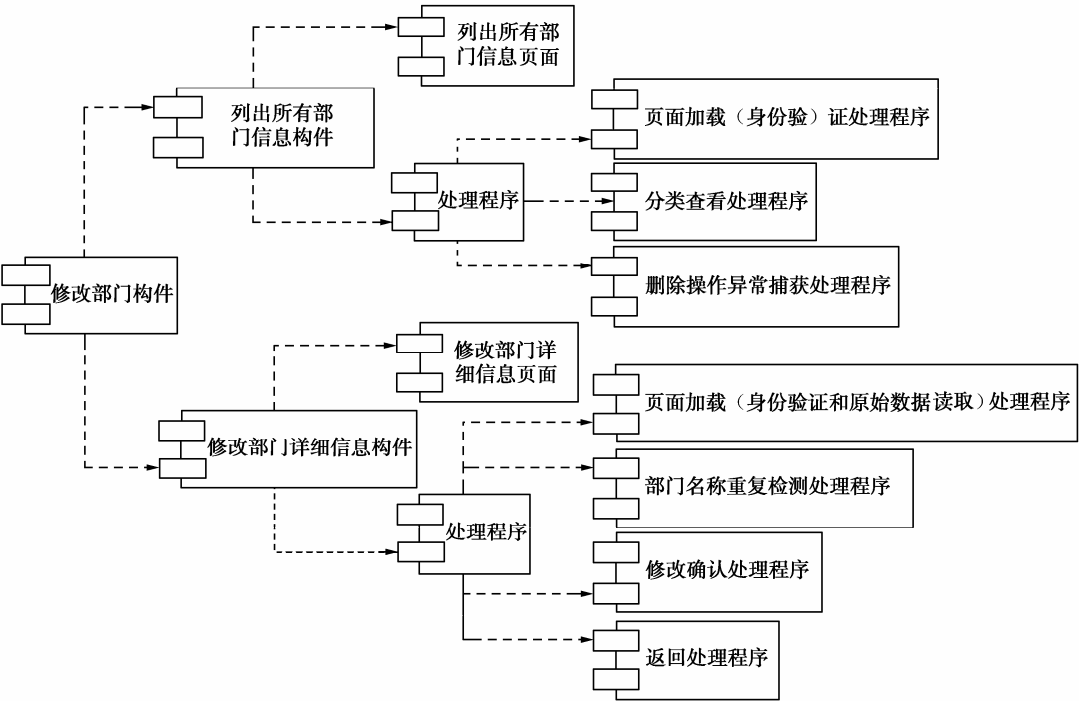 列出所有部
门信息页面
列出所有部
门信息构件
页面加载（身份验）证处理程序
处理程序
分类查看处理程序
删除操作异常捕获处理程序
修改部门构件
修改部门详
细信息页面
页面加载（身份验证和原始数据读取）处理程序
修改部门详细信息构件
部门名称重复检测处理程序
处理程序
修改确认处理程序
返回处理程序